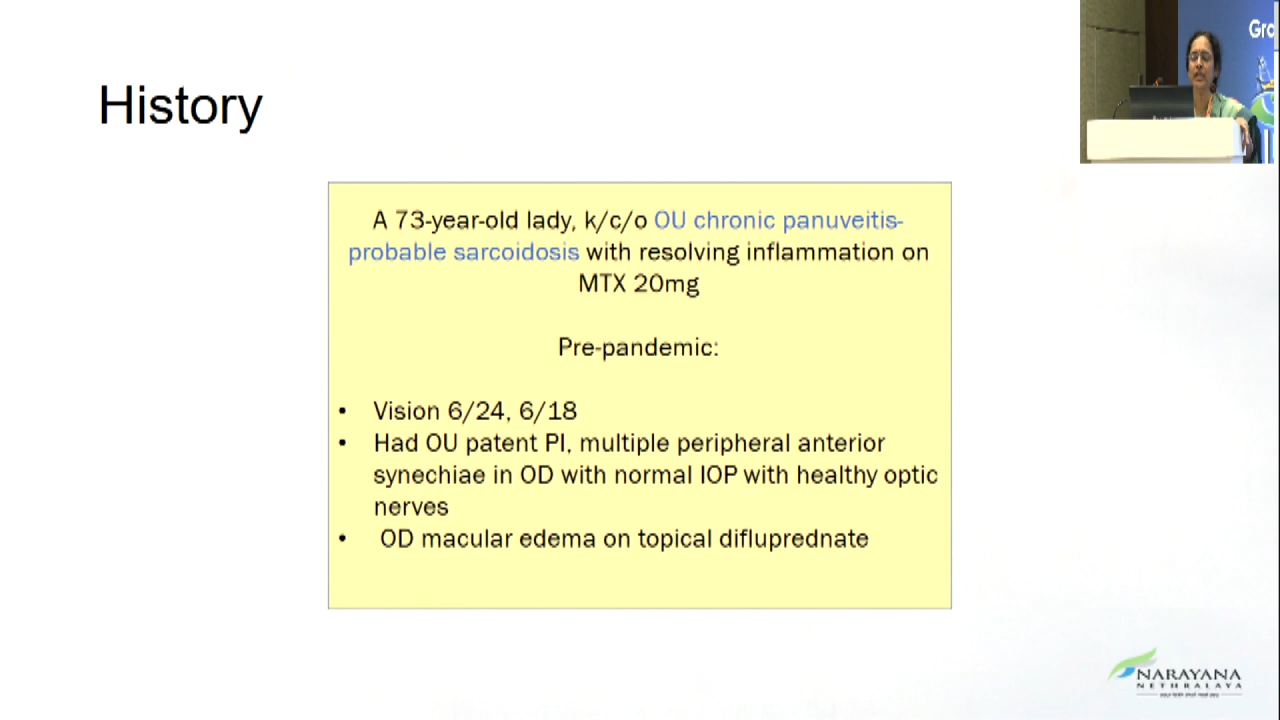 Gro
History
A 73-year-old lady, k/c/o OU chronic panuveitis-
probable sarcoidosis with resolving inflammation on
MTX 20mg
Pre-pandemic:
• Vision 6/24, 6/18
• Had OU patent PI, multiple peripheral anterior
synechiae in OD with normal IOP with healthy optic
nerves
• OD macular edema on topical difluprednate
NARAYANA
NETHRALAYA